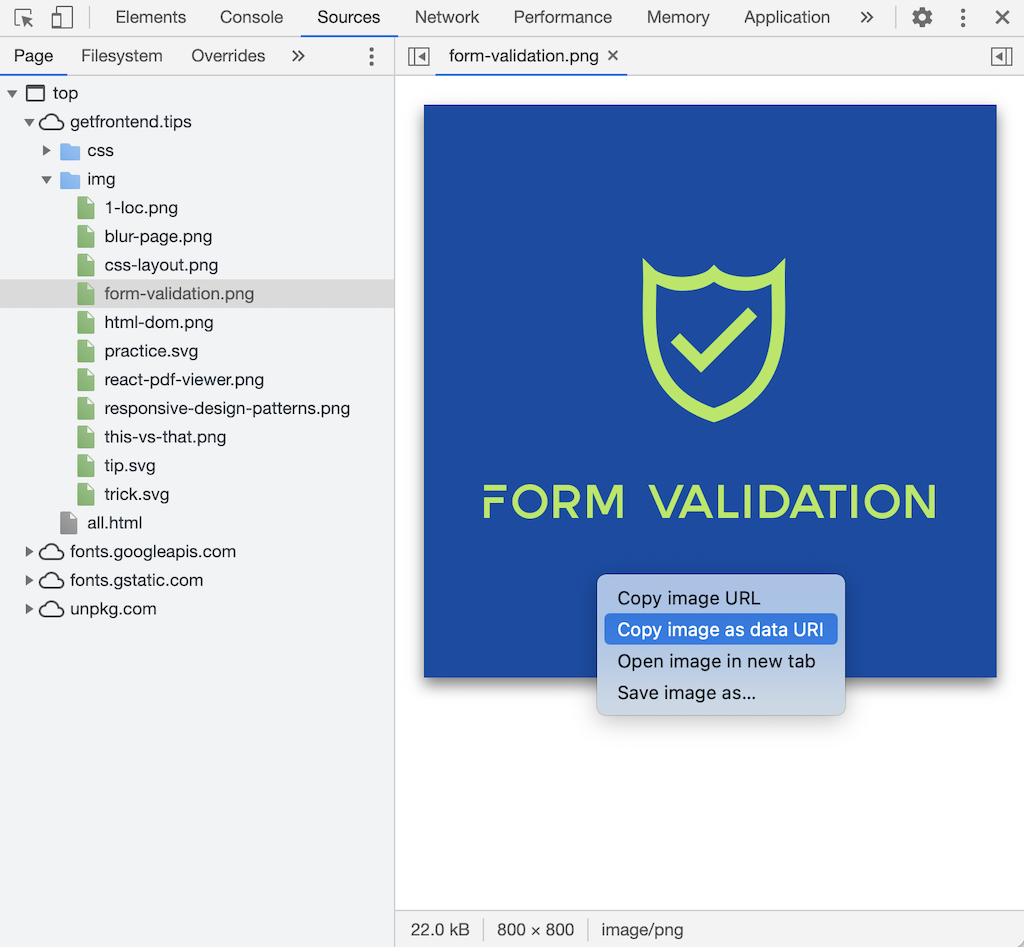 Elements Console Sources Network Performance Memory Application
Page Filesystem Overrides
form-validation.png
top
getfrontend.tips
css
img
1-loc.png
blur-page.png
css-layout.png
form-validation.png
html-dom.png
practice.svg
react-pdf-viewer.png
responsive-design-patterns.png
this-vs-that.png
tip.svg
trick.svg
all.html
fonts.googleapis.com
fonts.gstatic.com
unpkg.com
FORM VALIDATION
Copy image URL
Copy image as data URI
Open image in new tab
Save image as...
22.0 kB 800 × 800 image/png